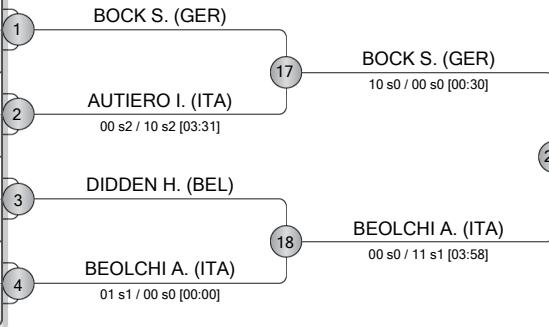 BOCK S. (GER)
1
17
BOCK S. (GER)
10 s0 / 00 s0 [00:30]
2
AUTIERO I. (ITA)
00 s2 / 10 s2 [03:31]
2
3
DIDDEN H. (BEL)
18
BEOLCHI A. (ITA)
00 s0 / 11 s1 [03:58]
4
BEOLCHI A. (ITA)
01 s1 / 00 s0 [00:00]